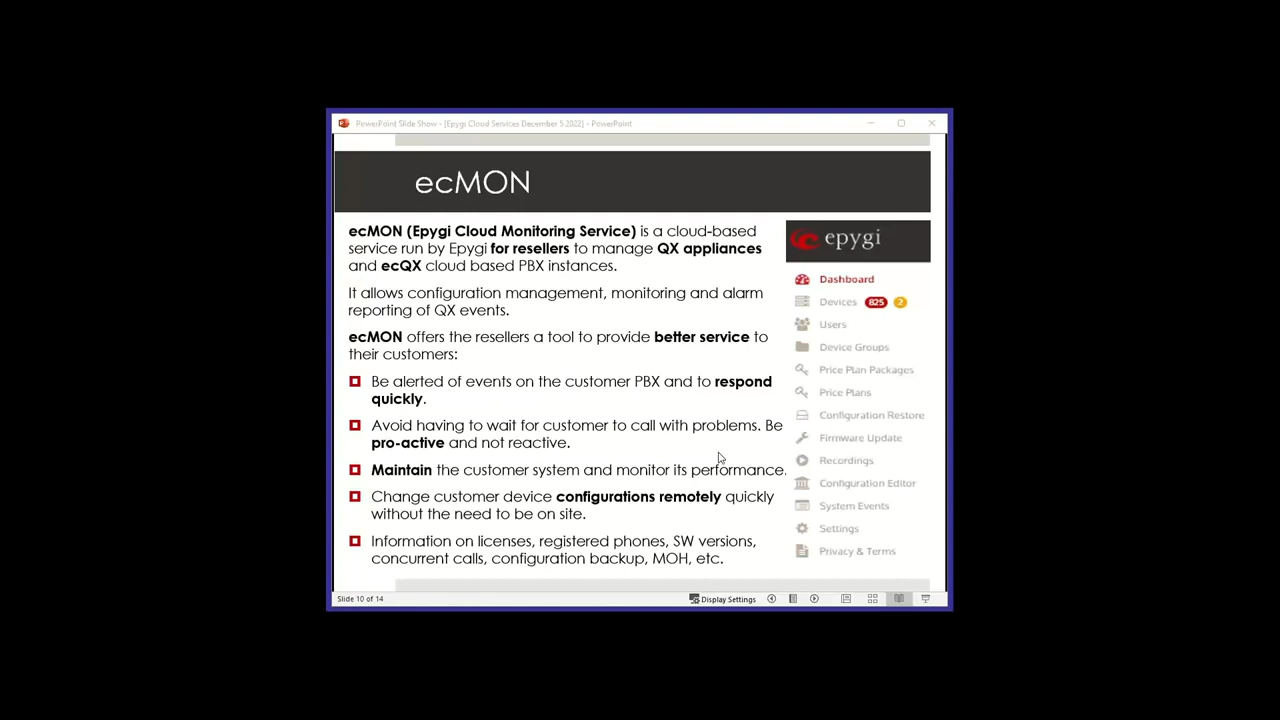 PowerPoint Slide Show - [Epygi Cloud Services December 5 2022] - PowerPoint
ecMON
ecMON (Epygi Cloud Monitoring Service) is a cloud-based
service run by Epygi for resellers to manage QX appliances
and ecQX cloud based PBX instances.
It allows configuration management, monitoring and alarm
reporting of QX events.
ecMON offers the resellers a tool to provide better service to
their customers:
Be alerted of events on the customer PBX and to respond
quickly.
Avoid having to wait for customer to call with problems. Be
pro-active and not reactive.
Maintain the customer system and monitor its performance.
Change customer device configurations remotely quickly
without the need to be on site.
Information on licenses, registered phones, SW versions,
concurrent calls, configuration backup, MOH, etc.
epygi
Dashboard
Devices 825 2
Users
Device Groups
Price Plan Packages
Price Plans
Configuration Restore
Firmware Update
Recordings
Configuration Editor
System Events
Settings
Privacy & Terms
Slide 10 of 14
Display Settings